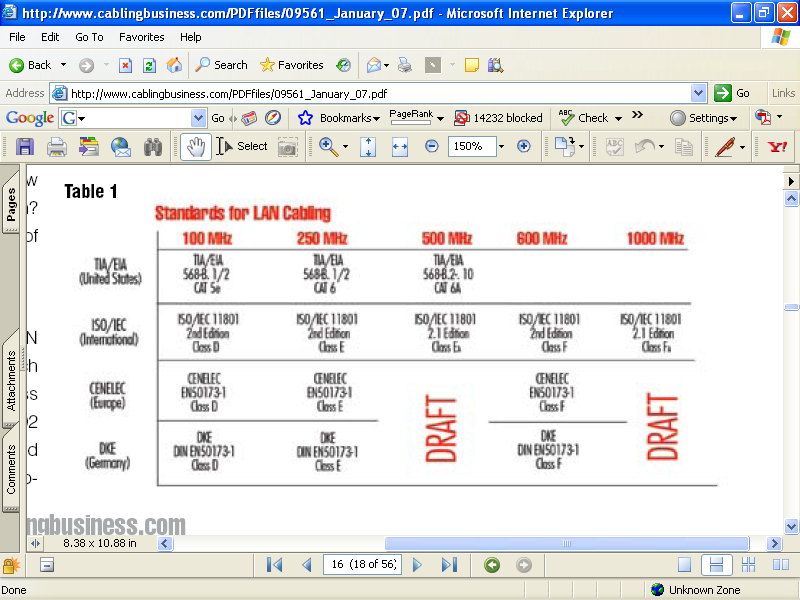 http://www.cablingbusiness.com/PDFfiles/09561_January_07.pdf - Microsoft Internet Explorer
File Edit Go To Favorites Help
Back Search Favorites
Address http://www.cablingbusiness.com/PDFfiles/09561_January_07.pdf Go Links
Google G Go Bookmarks PageRank 14232 blocked ABC Check » Settings
Select 150% ABC Y!
Pages
Attachments
Comments
w
?
of
N
ch
ss
02
d
o-
Table 1
Standards for LAN Cabling
100 MHz 250 MHz 500 MHz 600 MHz 1000 MHz
TIA/EIA
(United States)
TIA/EIA
568-B. 1/2
CAT 5e
TIA/EIA
568-B. 1/2
CAT 6
TIA/EIA
568-B.2-. 10
CAT 6A
ISO/IEC
(International)
ISO/IEC 11801
2nd Edition
Class D
ISO/IEC 11801
2nd Edition
Class E
ISO/IEC 11801
2.1 Edition
Class EA
ISO/IEC 11801
2nd Edition
Class F
ISO/IEC 11801
2.1 Edition
Class FA
CENELEC
(Europe)
CENELEC
EN50173-1
Class D
CENELEC
EN50173-1
Class E
DRAFT
CENELEC
EN50173-1
Class F
DRAFT
DKE
(Germany)
DKE
DIN EN50173-1
Class D
DKE
DIN EN50173-1
Class E
DKE
DIN EN50173-1
Class F
ngbusiness.com
8.38 x 10.88 in
16 (18 of 56)
Done Unknown Zone